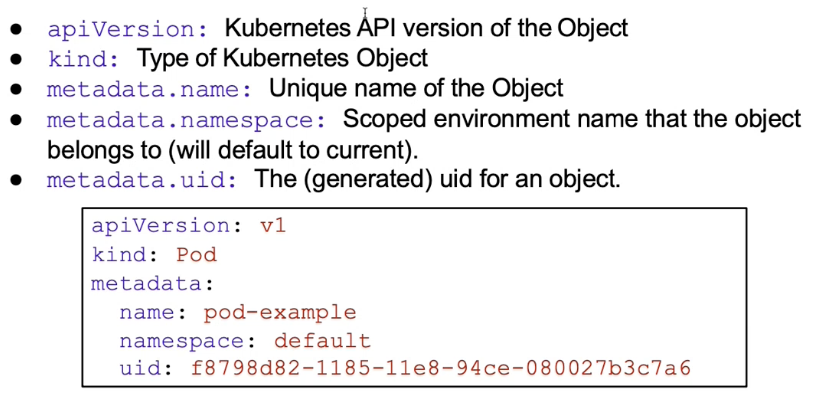 ● apiVersion: Kubernetes API version of the Object
● kind: Type of Kubernetes Object
● metadata.name: Unique name of the Object
● metadata.namespace: Scoped environment name that the object
belongs to (will default to current).
● metadata.uid: The (generated) uid for an object.
apiVersion: v1
kind: Pod
metadata:
  name: pod-example
  namespace: default
  uid: f8798d82-1185-11e8-94ce-080027b3c7a6